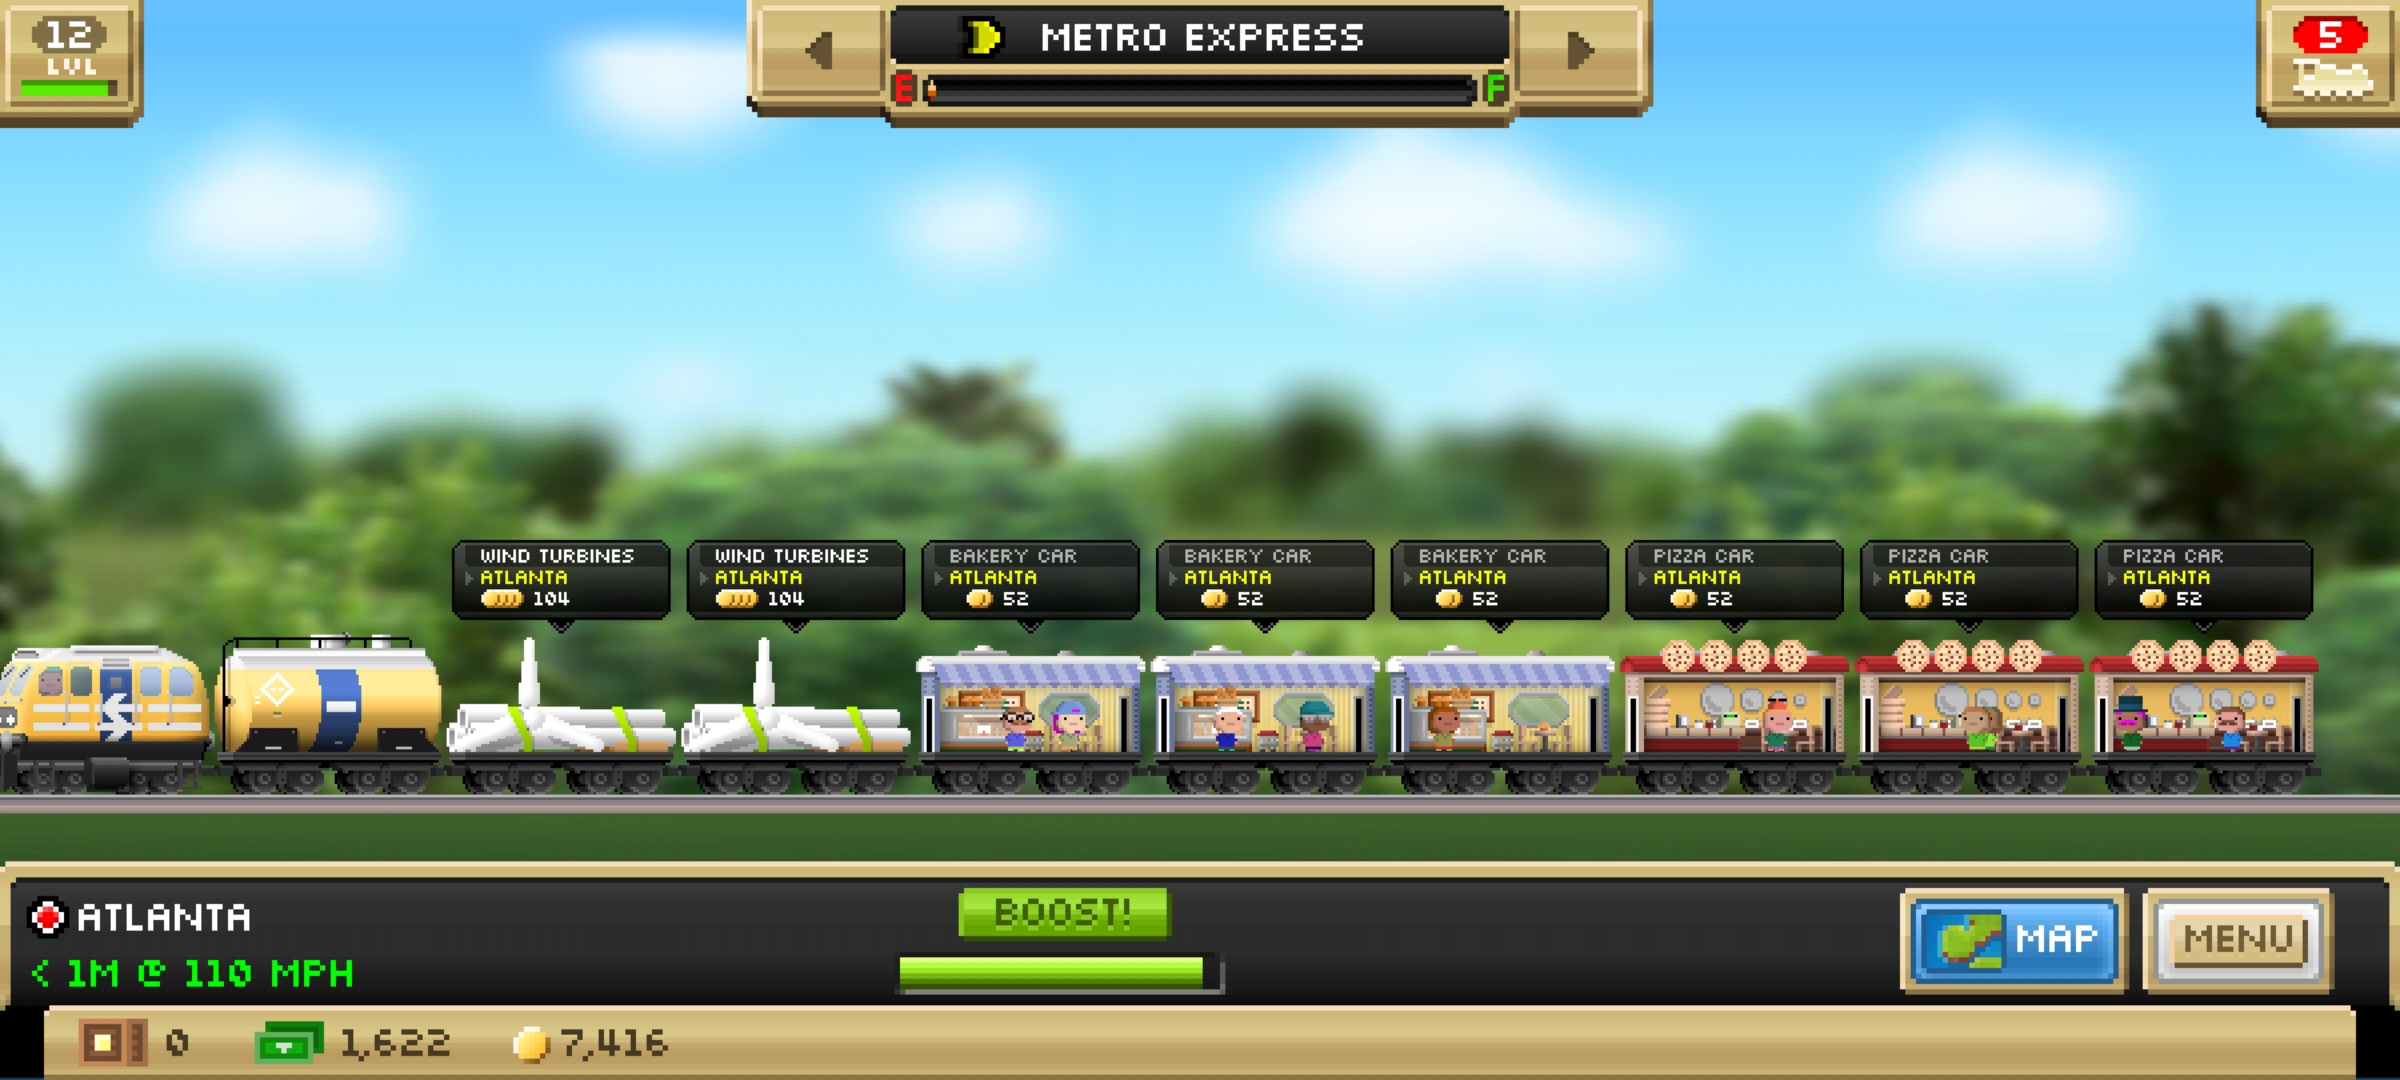 12
LVL
METRO EXPRESS
E
F
5
WIND TURBINES
ATLANTA
104
WIND TURBINES
ATLANTA
104
BAKERY CAR
ATLANTA
52
BAKERY CAR
ATLANTA
52
BAKERY CAR
ATLANTA
52
PIZZA CAR
ATLANTA
52
PIZZA CAR
ATLANTA
52
PIZZA CAR
ATLANTA
52
ATLANTA
< 1M @ 110 MPH
BOOST!
MAP
MENU
0
1,622
7,416